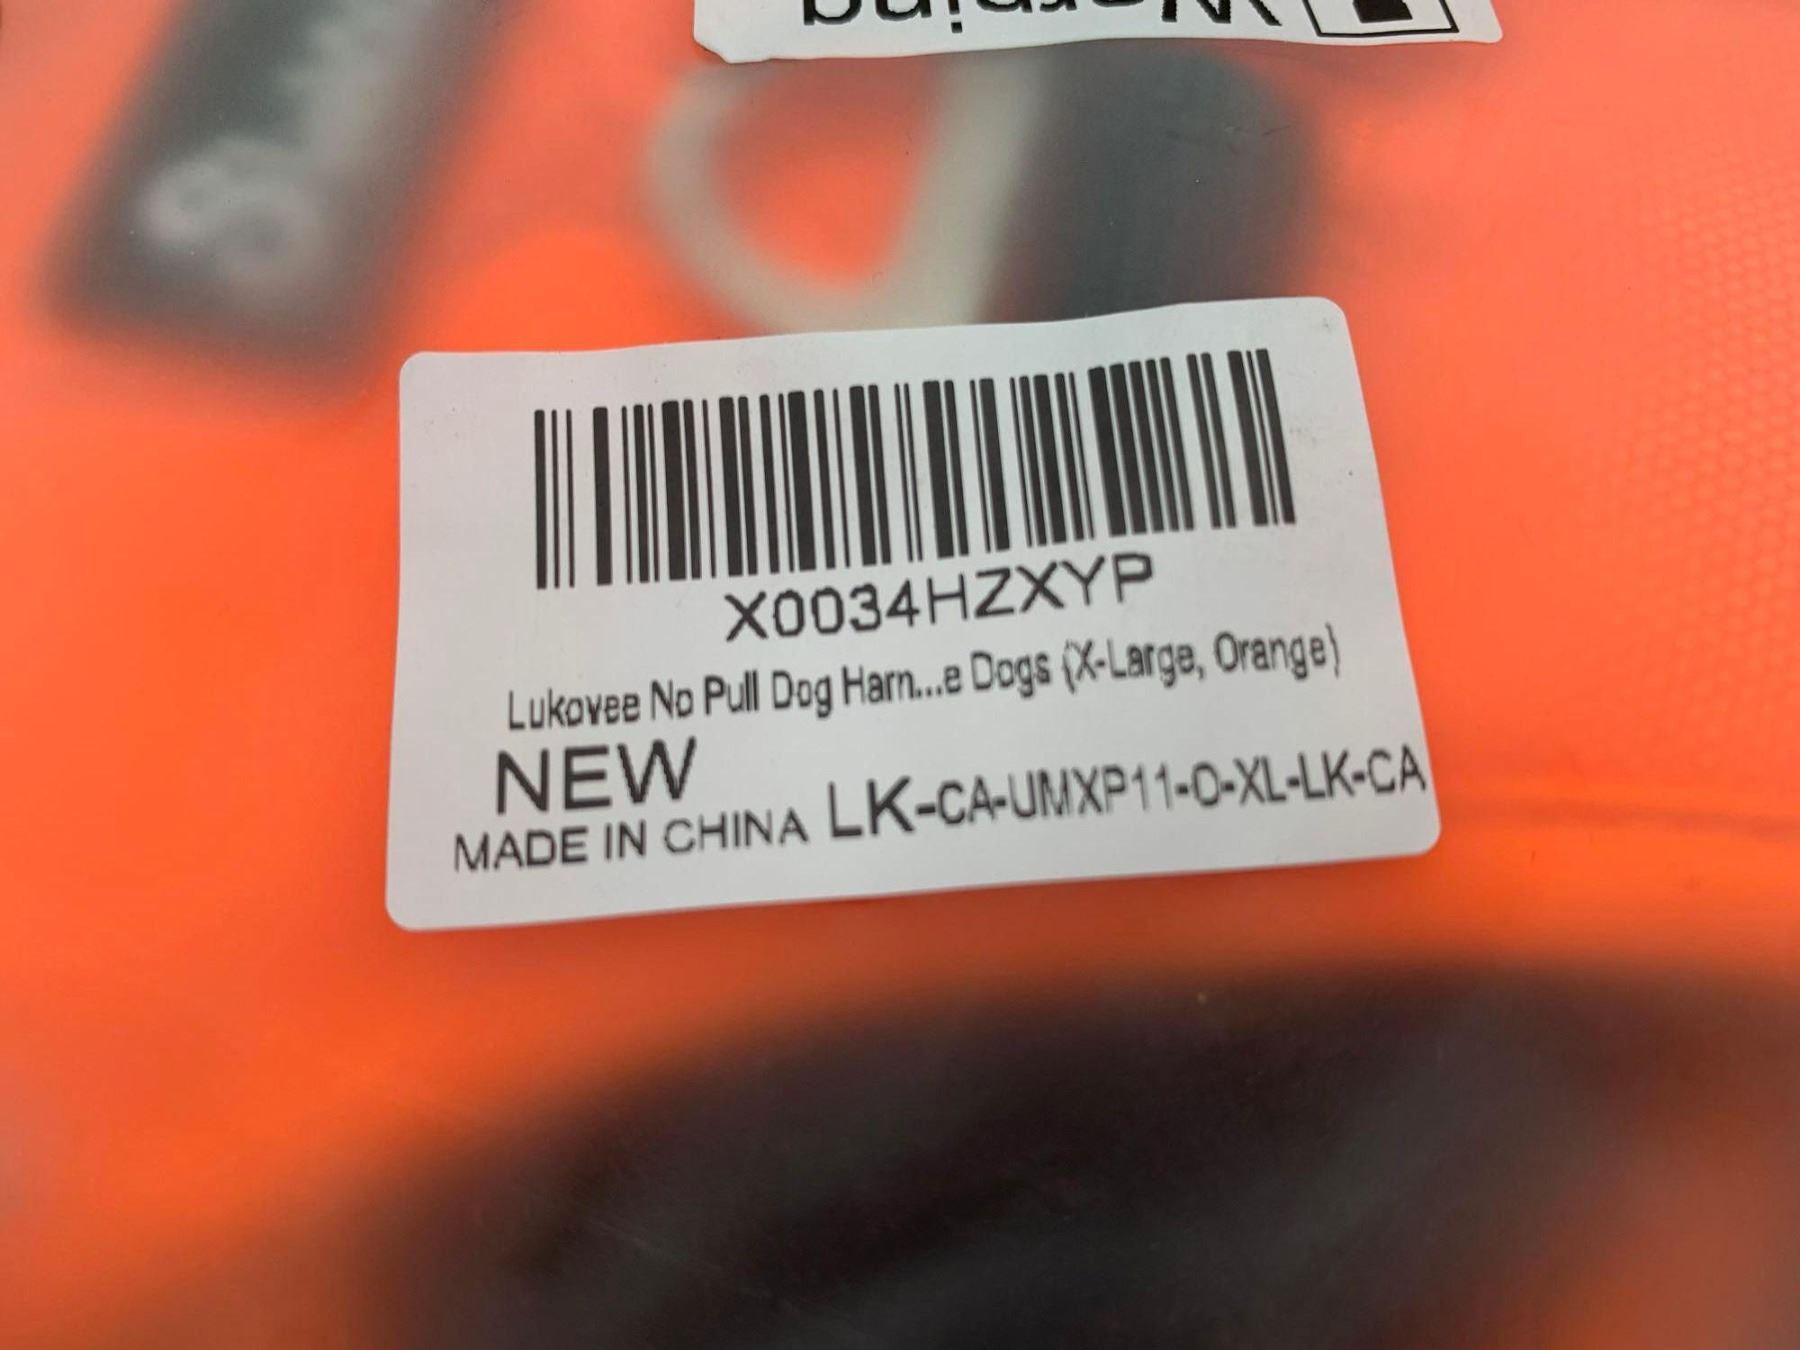 Warning
X0034HZXYP
Lukovee No Pull Dog Harn...e Dogs (X-Large, Orange)
NEW
MADE IN CHINA LK-CA-UMXP11-O-XL-LK-CA